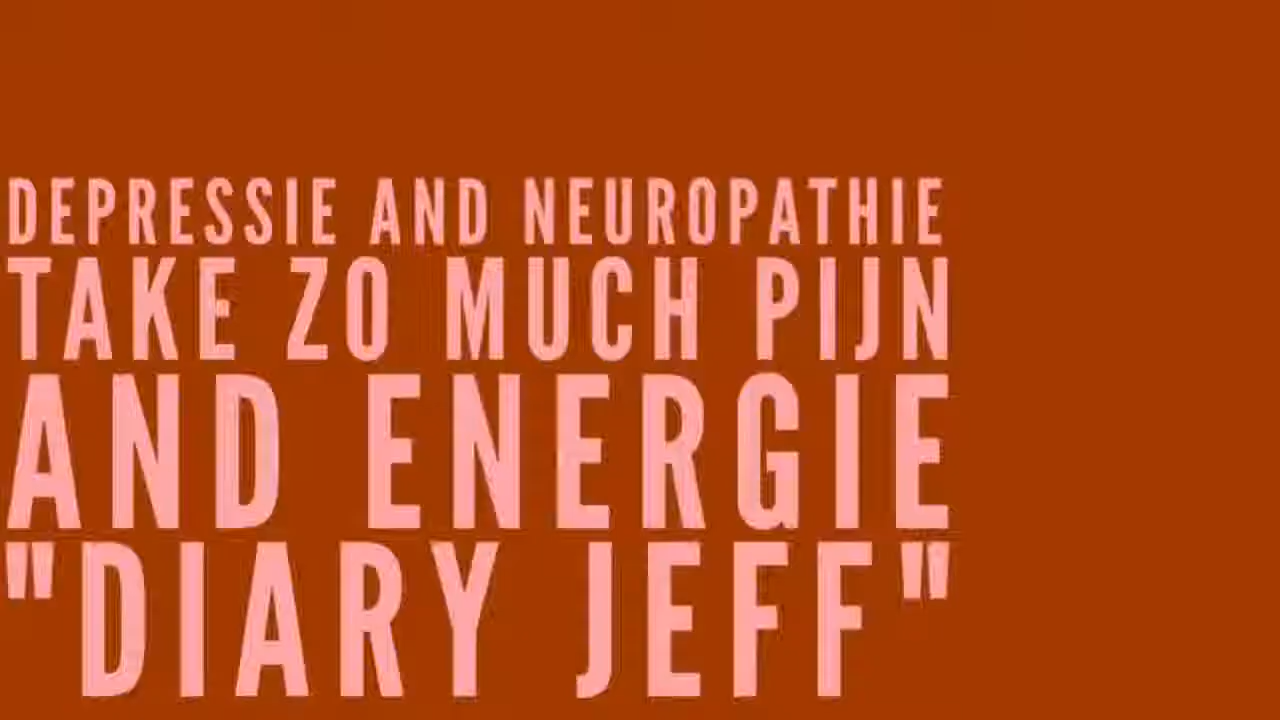 DEPRESSIE AND NEUROPATHIE
TAKE ZO MUCH PIJN
AND ENERGIE
"DIARY JEFF"